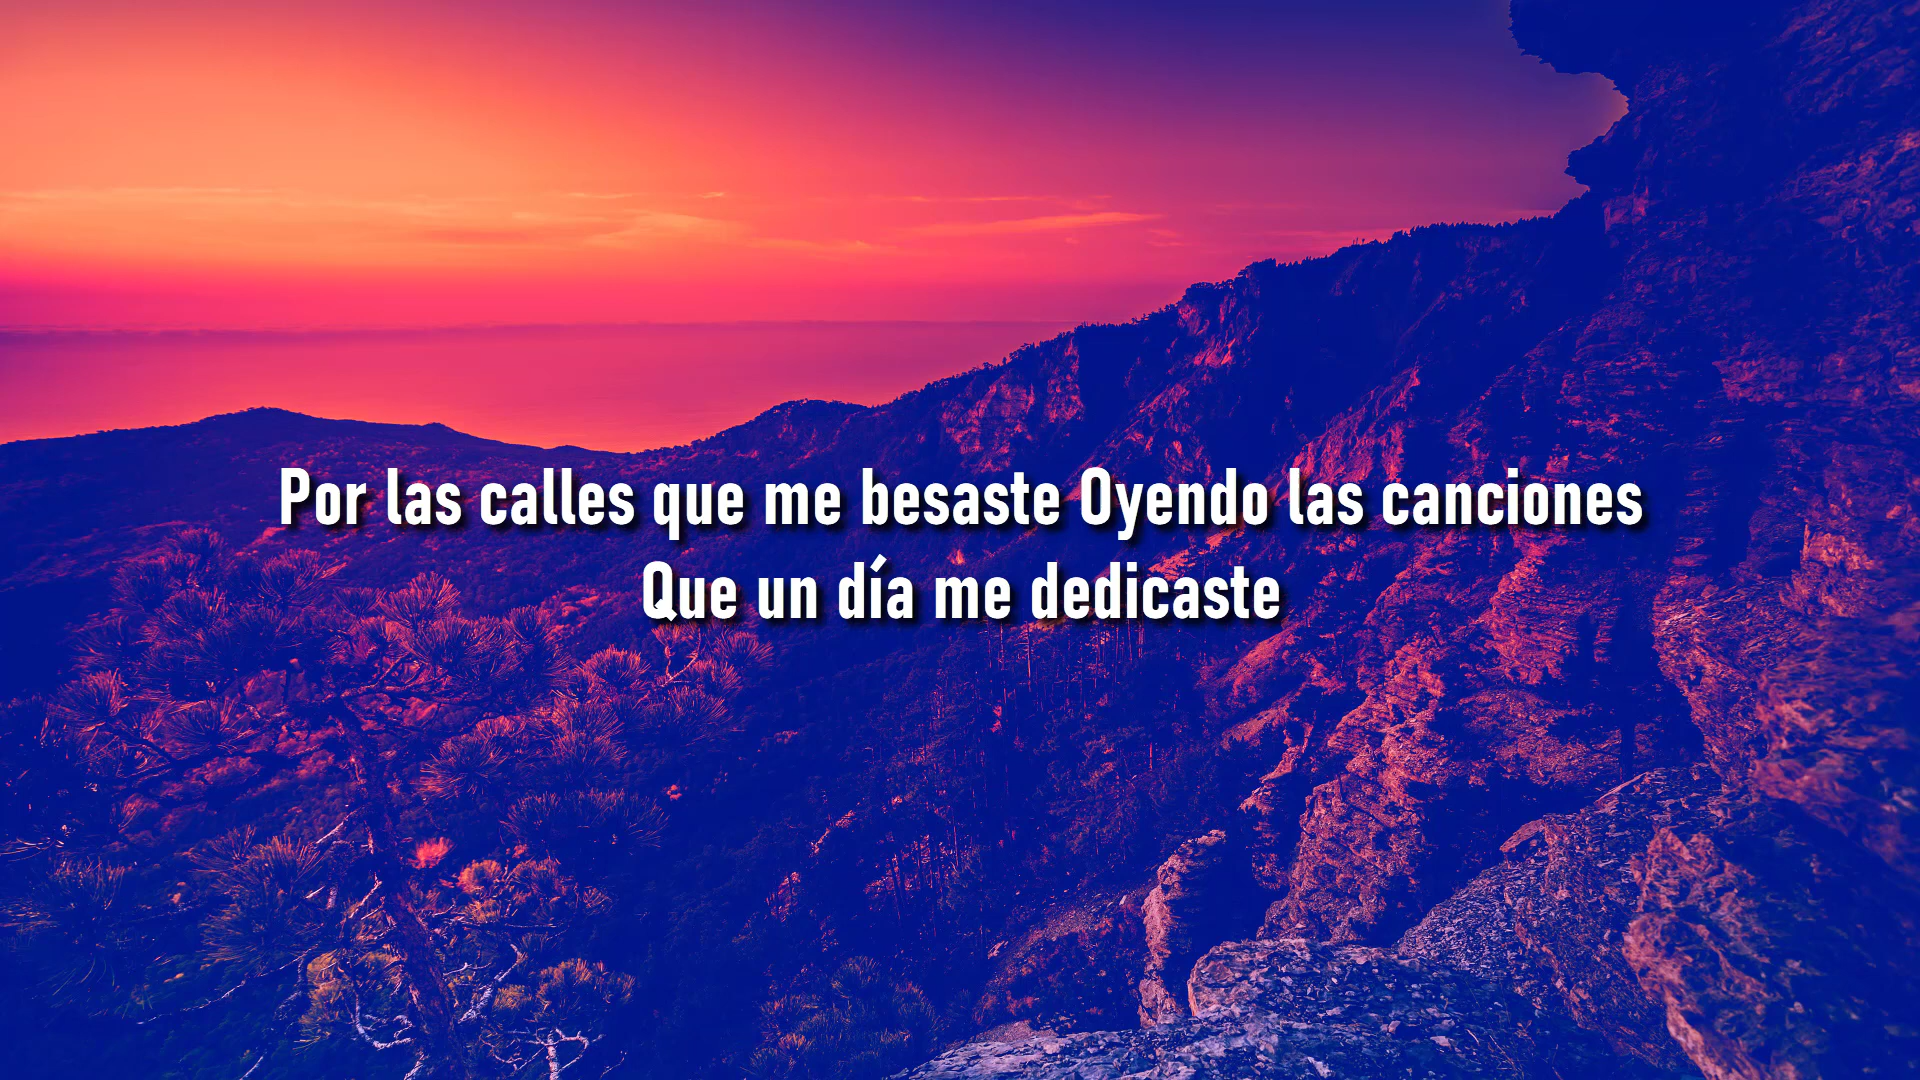 Por las calles que me besaste Oyendo las canciones
Que un día me dedicaste